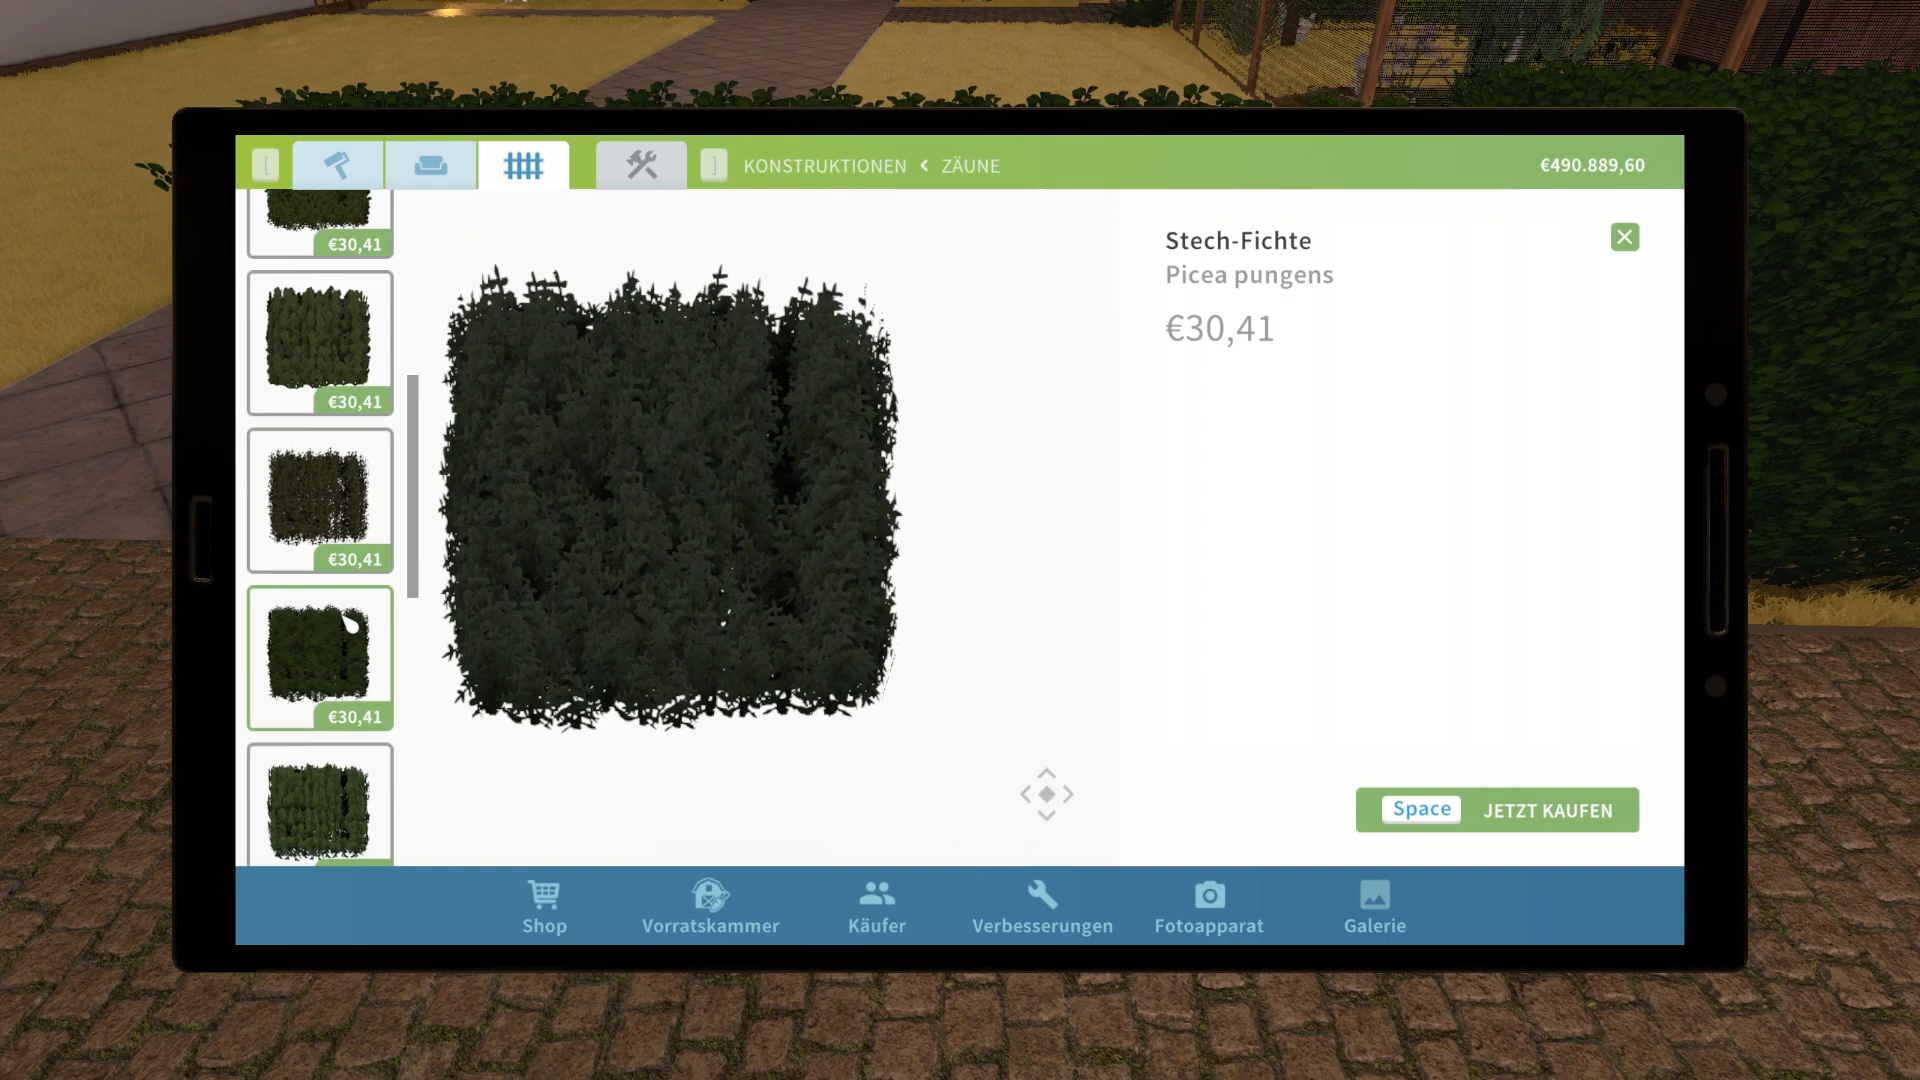 [
]
KONSTRUKTIONEN < ZÄUNE
€490.889,60
€30,41
€30,41
€30,41
€30,41
Stech-Fichte
Picea pungens
€30,41
Space JETZT KAUFEN
Shop
Vorratskammer
Käufer
Verbesserungen
Fotoapparat
Galerie